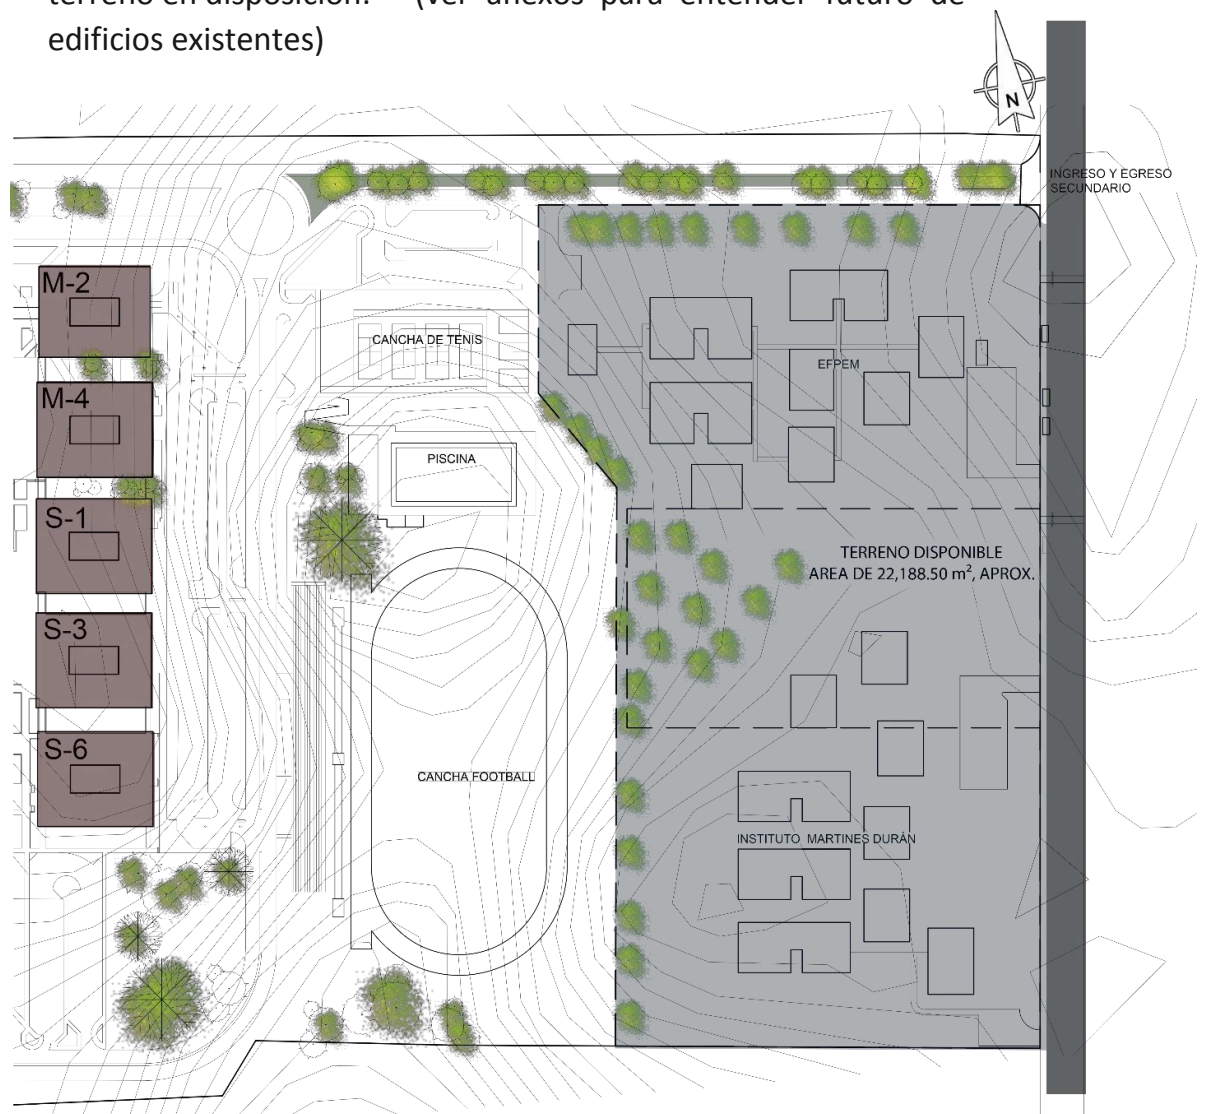 terreno en disposición. (ver anexos para entender futuro de
edificios existentes)
N
INGRESO Y EGRESO
SECUNDARIO
M-2
CANCHA DE TENIS
EFPEM
M-4
PISCINA
S-1
TERRENO DISPONIBLE
AREA DE 22,188.50 m², APROX.
S-3
S-6
CANCHA FOOTBALL
INSTITUTO MARTINES DURÁN